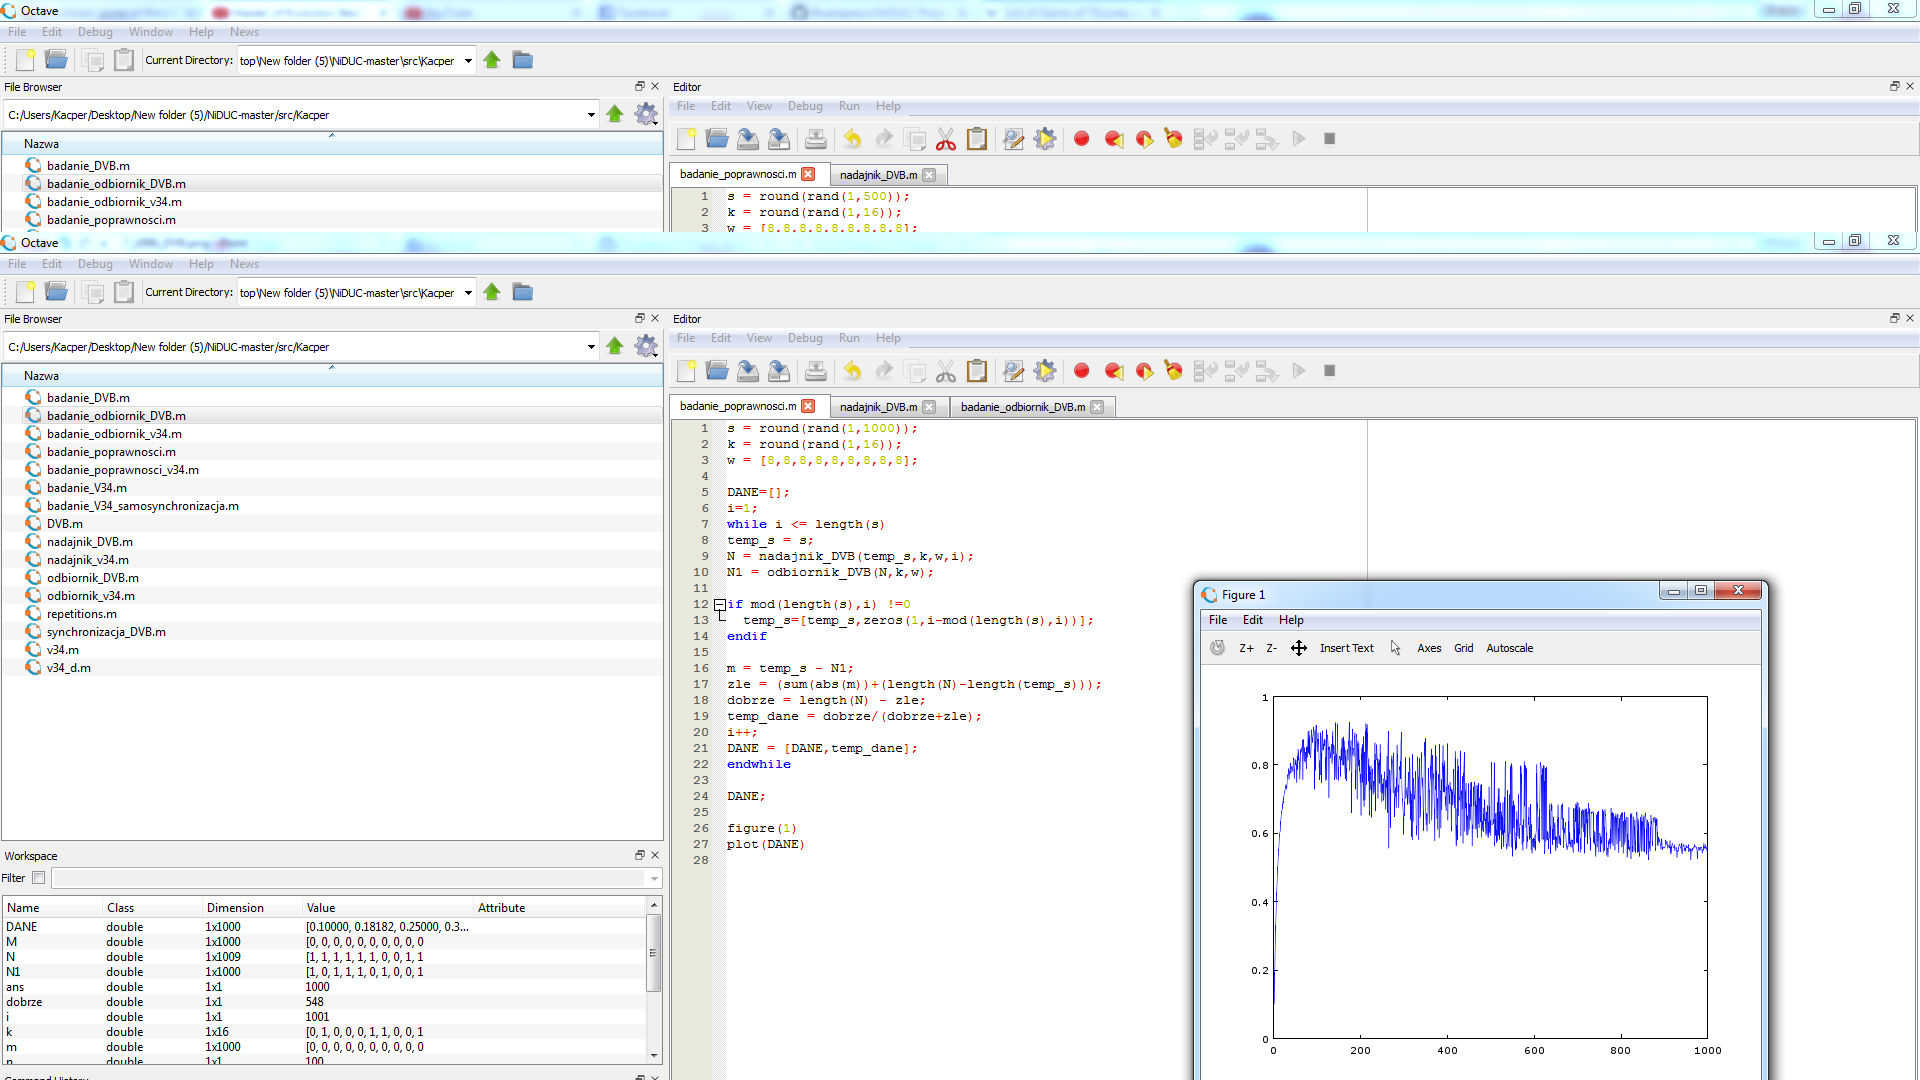 Octave
File Edit Debug Window Help News
Current Directory: top\New folder (5)\NiDUC-master\src\Kacper
File Browser
C:/Users/Kacper/Desktop/New folder (5)/NiDUC-master/src/Kacper
Nazwa
badanie_DVB.m
badanie_odbiornik_DVB.m
badanie_odbiornik_v34.m
badanie_poprawnosci.m
Editor
File Edit View Debug Run Help
badanie_poprawnosci.m nadajnik_DVB.m
1 s = round(rand(1,500));
2 k = round(rand(1,16));
3 w = [8,8,8,8,8,8,8,8,8];
Octave
File Edit Debug Window Help News
Current Directory: top\New folder (5)\NiDUC-master\src\Kacper
File Browser
C:/Users/Kacper/Desktop/New folder (5)/NiDUC-master/src/Kacper
Nazwa
badanie_DVB.m
badanie_odbiornik_DVB.m
badanie_odbiornik_v34.m
badanie_poprawnosci.m
badanie_poprawnosci_v34.m
badanie_V34.m
badanie_V34_samosynchronizacja.m
DVB.m
nadajnik_DVB.m
nadajnik_v34.m
odbiornik_DVB.m
odbiornik_v34.m
repetitions.m
synchronizacja_DVB.m
v34.m
v34_d.m
Workspace
Filter
Name Class Dimension Value Attribute
DANE double 1x1000 [0.10000, 0.18182, 0.25000, 0.3...
M double 1x1000 [0, 0, 0, 0, 0, 0, 0, 0, 0, 0
N double 1x1009 [1, 1, 1, 1, 1, 1, 0, 0, 1, 1
N1 double 1x1000 [1, 0, 1, 1, 1, 0, 1, 0, 0, 1
ans double 1x1 1000
dobrze double 1x1 548
i double 1x1 1001
k double 1x16 [0, 1, 0, 0, 0, 1, 1, 0, 0, 1
m double 1x1000 [0, 0, 0, 0, 0, 0, 0, 0, 0, 0
n double 1x1 100
Command History
Editor
File Edit View Debug Run Help
badanie_poprawnosci.m nadajnik_DVB.m badanie_odbiornik_DVB.m
1 s = round(rand(1,1000));
2 k = round(rand(1,16));
3 w = [8,8,8,8,8,8,8,8,8];
4
5 DANE=[];
6 i=1;
7 while i <= length(s)
8 temp_s = s;
9 N = nadajnik_DVB(temp_s,k,w,i);
10 N1 = odbiornik_DVB(N,k,w);
11
12 if mod(length(s),i) !=0
13 temp_s=[temp_s,zeros(1,i-mod(length(s),i))];
14 endif
15
16 m = temp_s - N1;
17 zle = (sum(abs(m))+(length(N)-length(temp_s)));
18 dobrze = length(N) - zle;
19 temp_dane = dobrze/(dobrze+zle);
20 i++;
21 DANE = [DANE,temp_dane];
22 endwhile
23
24 DANE;
25
26 figure(1)
27 plot(DANE)
28
Figure 1
File Edit Help
Z+ Z- Insert Text Axes Grid Autoscale
1
0.8
0.6
0.4
0.2
0
0 200 400 600 800 1000